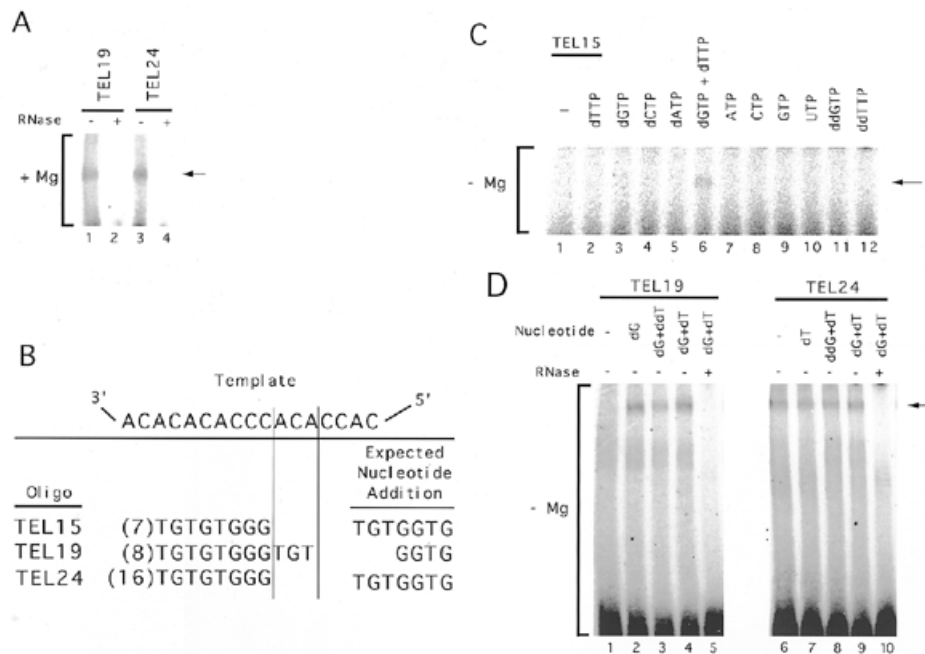 A
TEL19 TEL24
RNase - + - +
+ Mg
1 2 3 4
B
Template
3' ACACACACCCACACCAC 5'
Expected
Nucleotide
Addition
Oligo
TEL15 (7)TGTGTGGG TGTGGTG
TEL19 (8)TGTGTGGGTGT GGTG
TEL24 (16)TGTGTGGG TGTGGTG
C
TEL15
- dTTP dGTP dCTP dATP dGTP + dTTP ATP CTP GTP UTP ddGTP ddTTP
- Mg
1 2 3 4 5 6 7 8 9 10 11 12
D
TEL19 TEL24
Nucleotide - dG dG+ddT dG+dT dG+dT - dT ddG+dT dG+dT dG+dT
RNase - - - - + - - - - +
- Mg
1 2 3 4 5 6 7 8 9 10